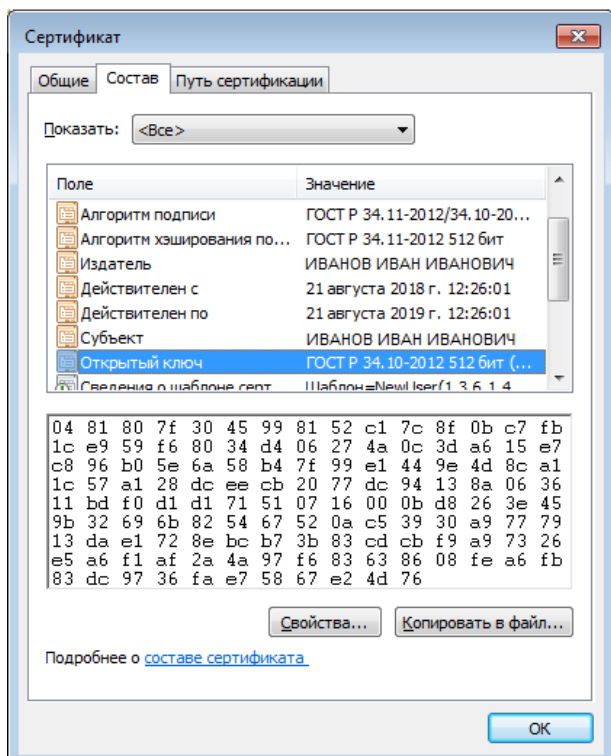 Сертификат
Общие Состав Путь сертификации
Показать: <Все>
Поле Значение
Алгоритм подписи ГОСТ Р 34.11-2012/34.10-20...
Алгоритм хэширования по... ГОСТ Р 34.11-2012 512 бит
Издатель ИВАНОВ ИВАН ИВАНОВИЧ
Действителен с 21 августа 2018 г. 12:26:01
Действителен по 21 августа 2019 г. 12:26:01
Субъект ИВАНОВ ИВАН ИВАНОВИЧ
Открытый ключ ГОСТ Р 34.10-2012 512 бит (...
Сведения о шаблоне серт... Шаблон=NewUser(1.3.6.1.4....
04 81 80 7f 30 45 99 81 52 c1 7c 8f 0b c7 fb
1c e9 59 f6 80 34 d4 06 27 4a 0c 3d a6 15 e7
c8 96 b0 5e 6a 58 b4 7f 99 e1 44 9e 4d 8c a1
1c 57 a1 28 dc ee cb 20 77 dc 94 13 8a 06 36
11 bd f0 d1 d1 71 51 07 16 00 0b d8 26 3e 45
9b 32 69 6b 82 54 67 52 0a c5 39 30 a9 77 79
13 da e1 72 8e bc b7 3b 83 cd cb f9 a9 73 26
e5 a6 f1 af 2a 4a 97 f6 83 63 86 08 fe a6 fb
83 dc 97 36 fa e7 58 67 e2 4d 76
Свойства... Копировать в файл...
Подробнее о составе сертификата
ОК